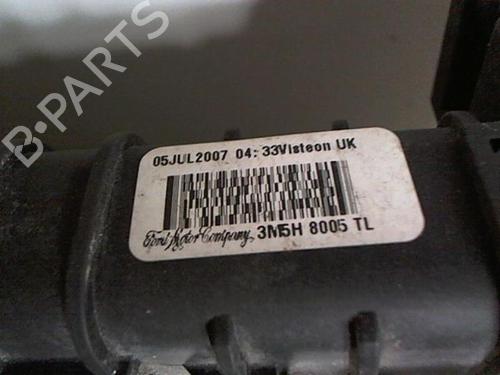 B-PARTS
05JUL2007 04:33Visteon UK
Ford Motor Company 3M5H 8005 TL